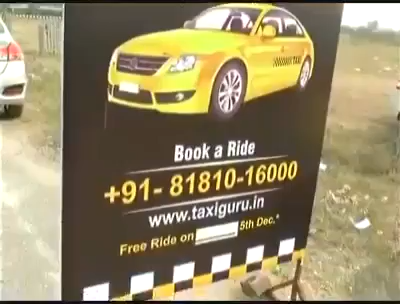 Book a Ride
+91- 81810-16000
www.taxiguru.in
Free Ride on 5th Dec.*